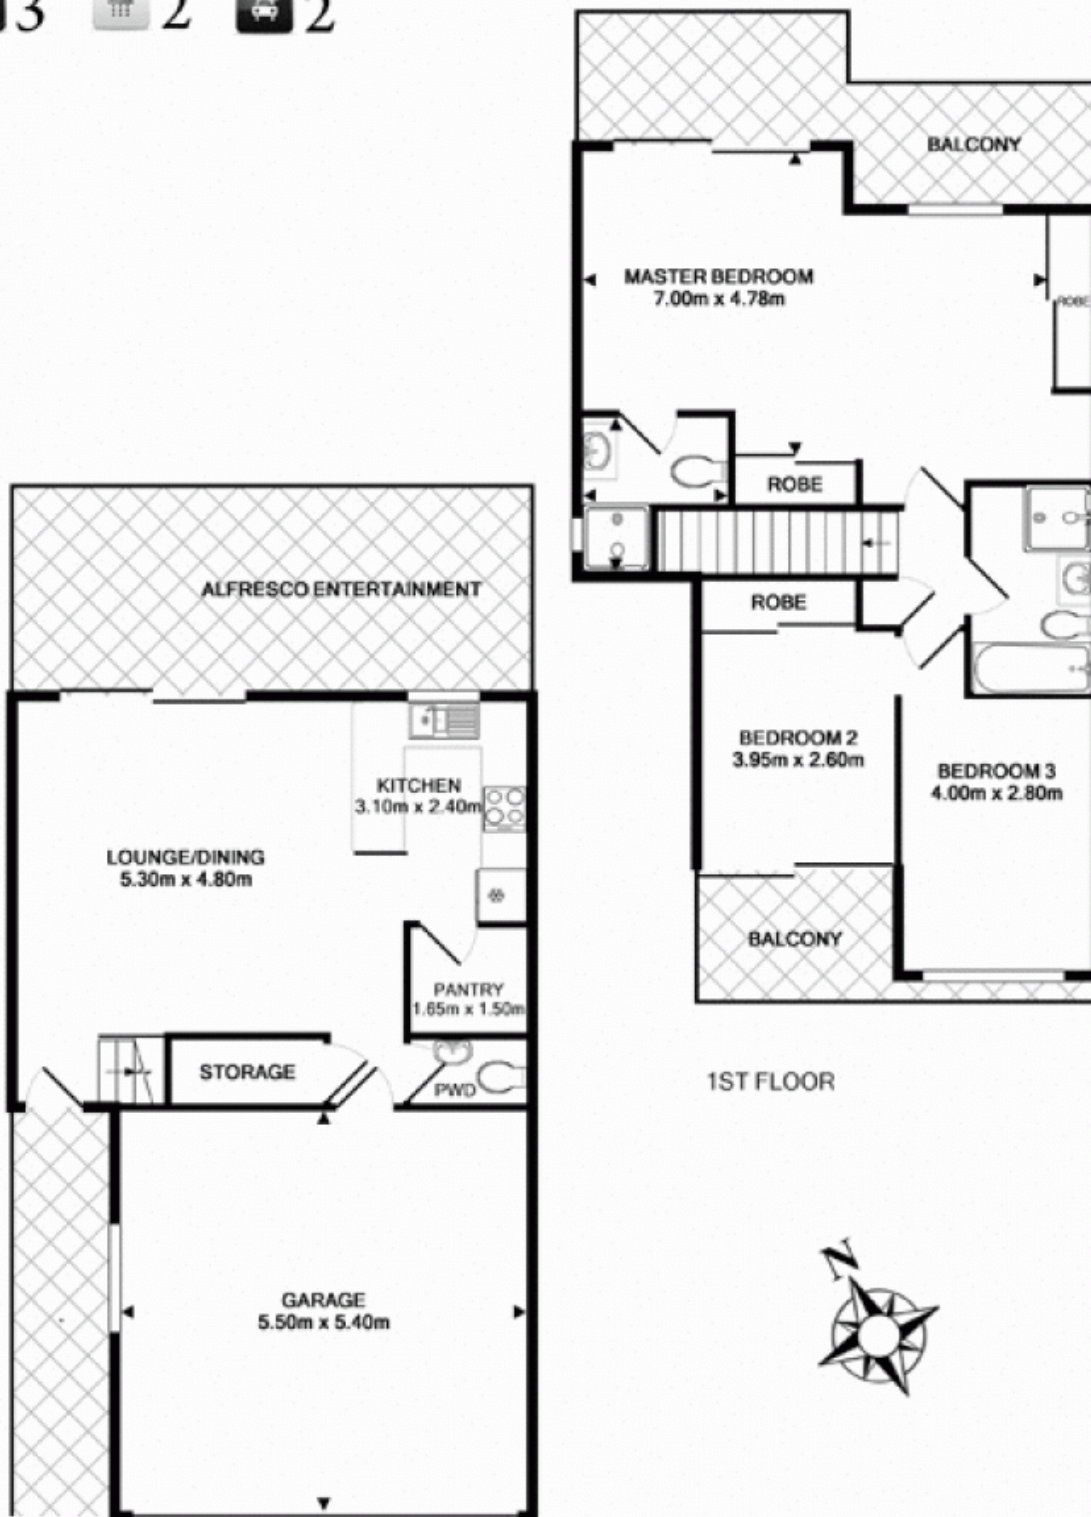 3 2 2
BALCONY
MASTER BEDROOM
7.00m x 4.78m
ROBE
ROBE
ROBE
BEDROOM 2
3.95m x 2.60m
BEDROOM 3
4.00m x 2.80m
BALCONY
1ST FLOOR
ALFRESCO ENTERTAINMENT
KITCHEN
3.10m x 2.40m
LOUNGE/DINING
5.30m x 4.80m
PANTRY
1.65m x 1.50m
STORAGE
PWD
GARAGE
5.50m x 5.40m
N